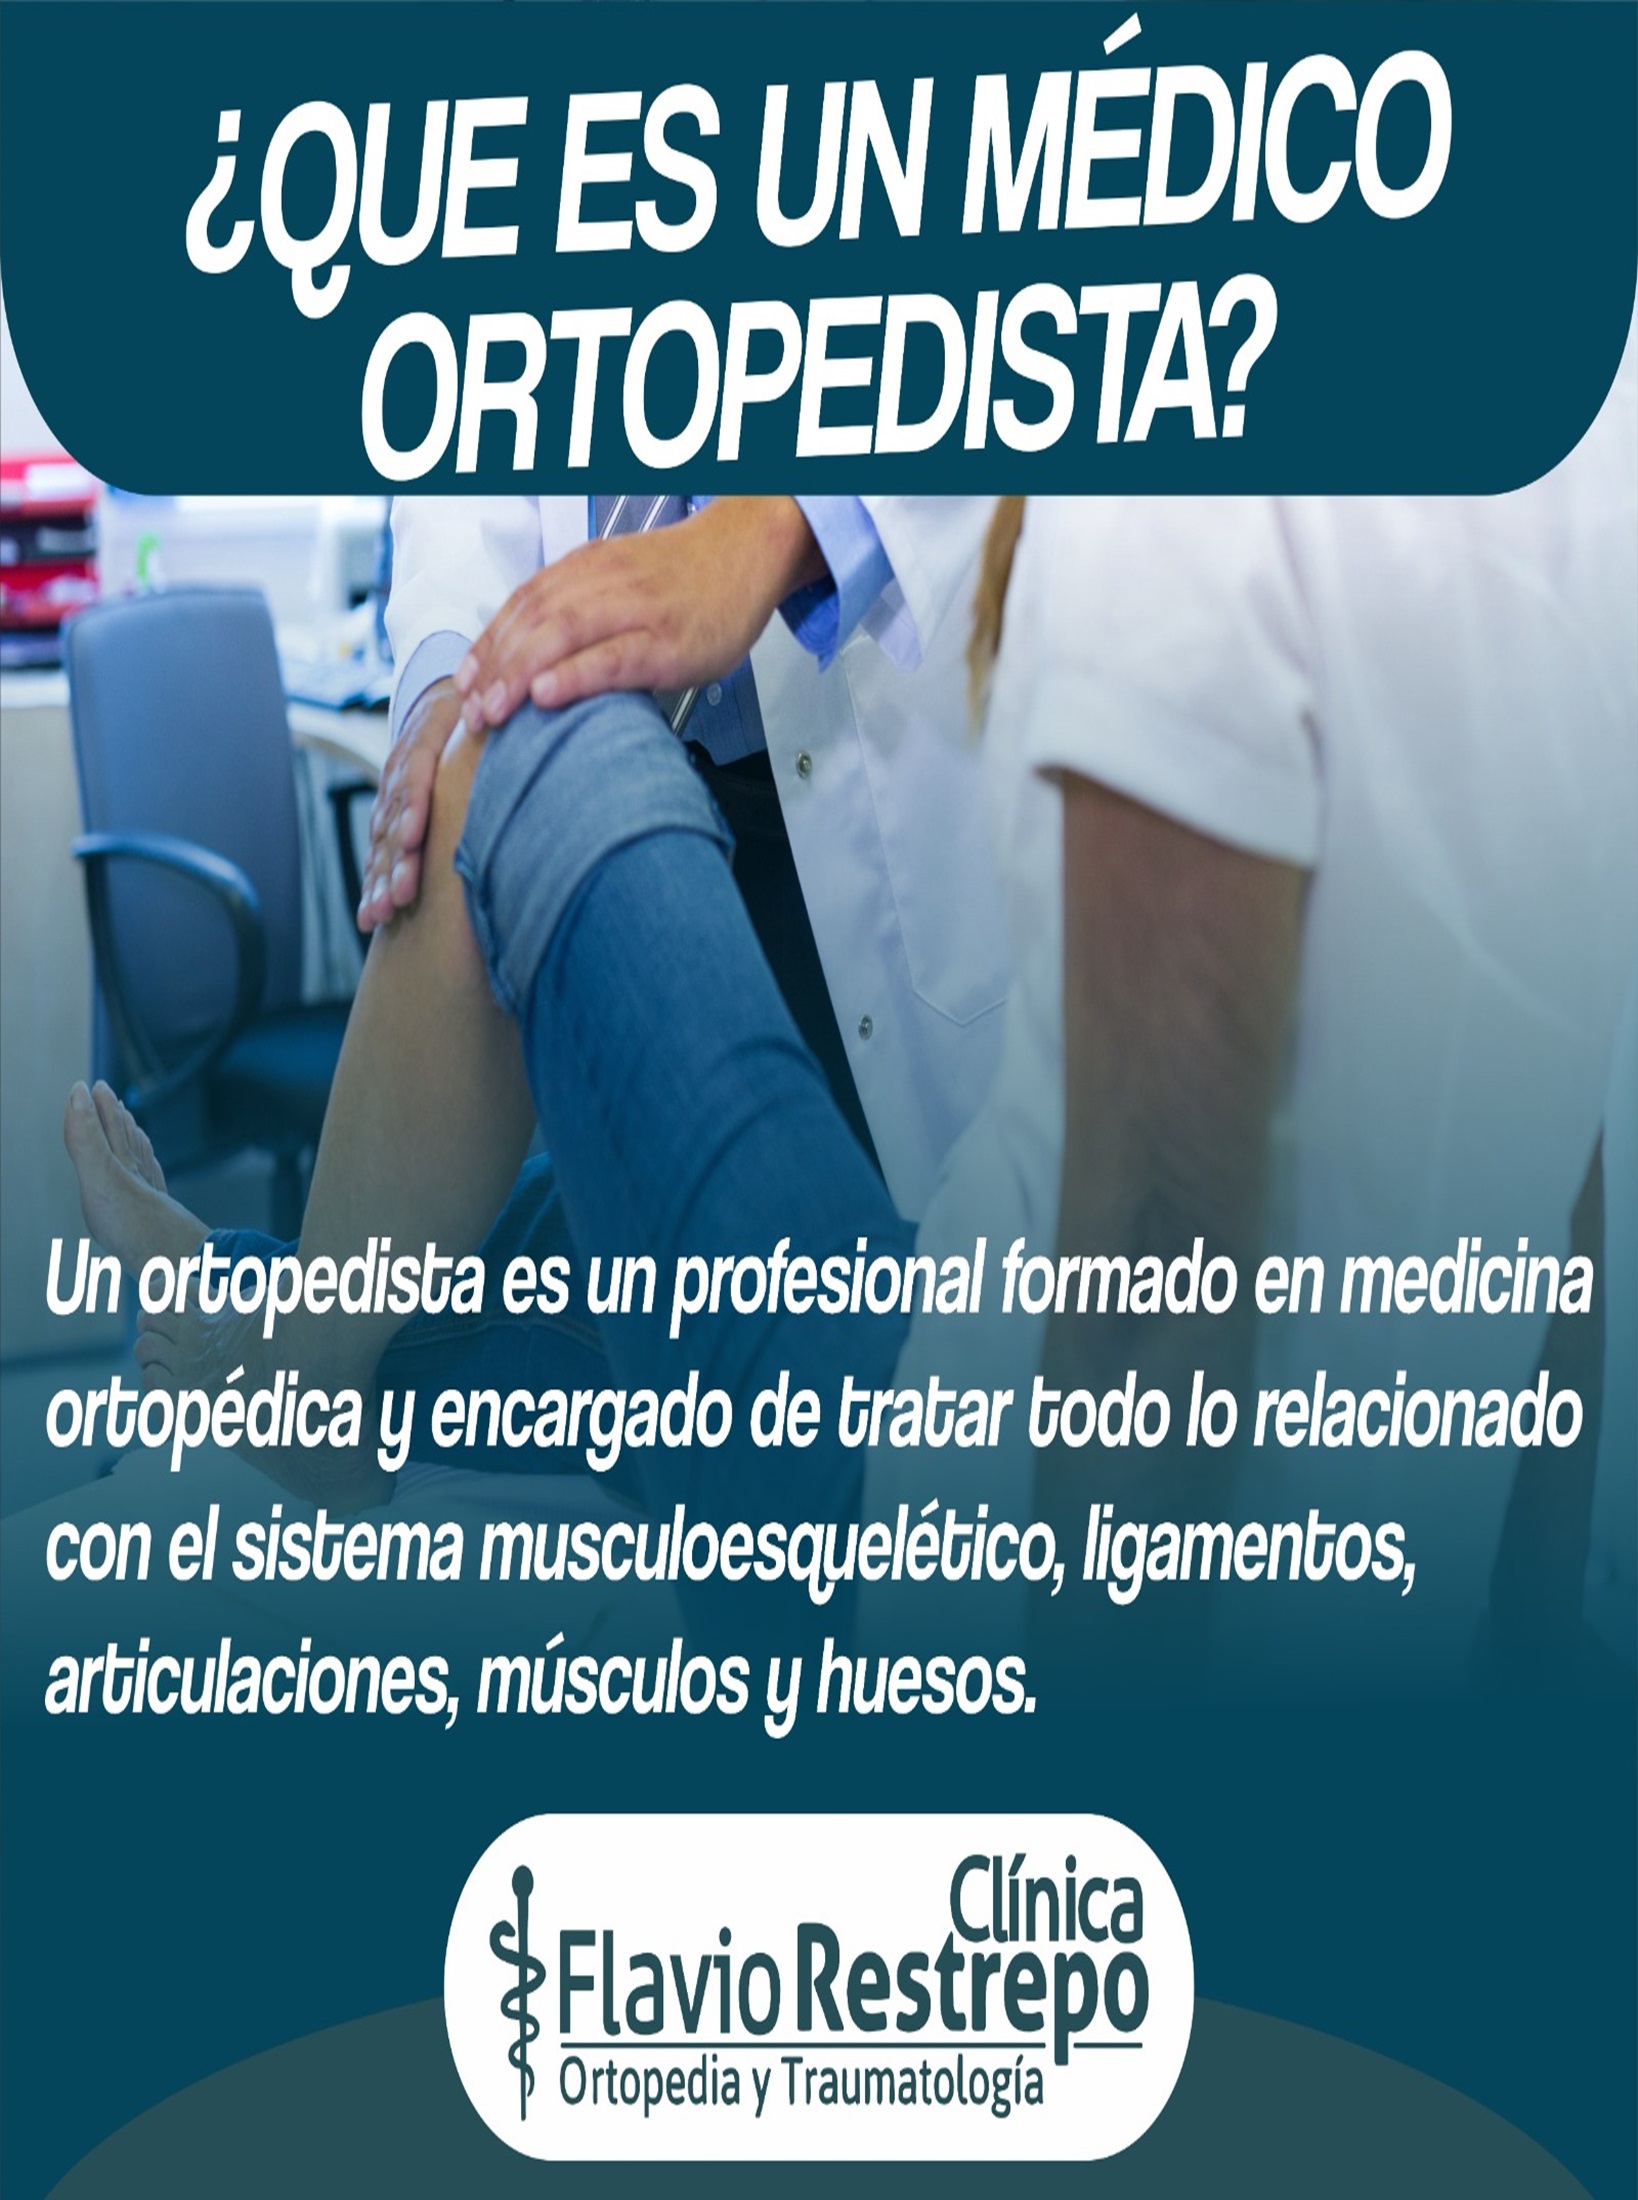 ¿QUE ES UN MÉDICO
ORTOPEDISTA?
Un ortopedista es un profesional formado en medicina
ortopédica y encargado de tratar todo lo relacionado
con el sistema musculoesquelético, ligamentos,
articulaciones, músculos y huesos.
Clínica
Flavio Restrepo
Ortopedia y Traumatología